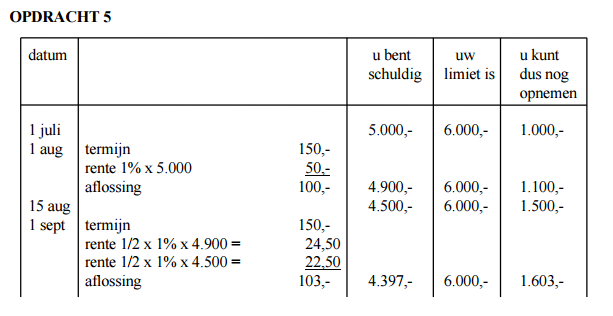 OPDRACHT 5
datum u bent uw u kunt
schuldig limiet is dus nog
opnemen
1 juli 5.000,- 6.000,- 1.000,-
1 aug termijn 150,-
rente 1% x 5.000 50,-
aflossing 100,- 4.900,- 6.000,- 1.100,-
15 aug 4.500,- 6.000,- 1.500,-
1 sept termijn 150,-
rente 1/2 x 1% x 4.900 = 24,50
rente 1/2 x 1% x 4.500 = 22,50
aflossing 103,- 4.397,- 6.000,- 1.603,-